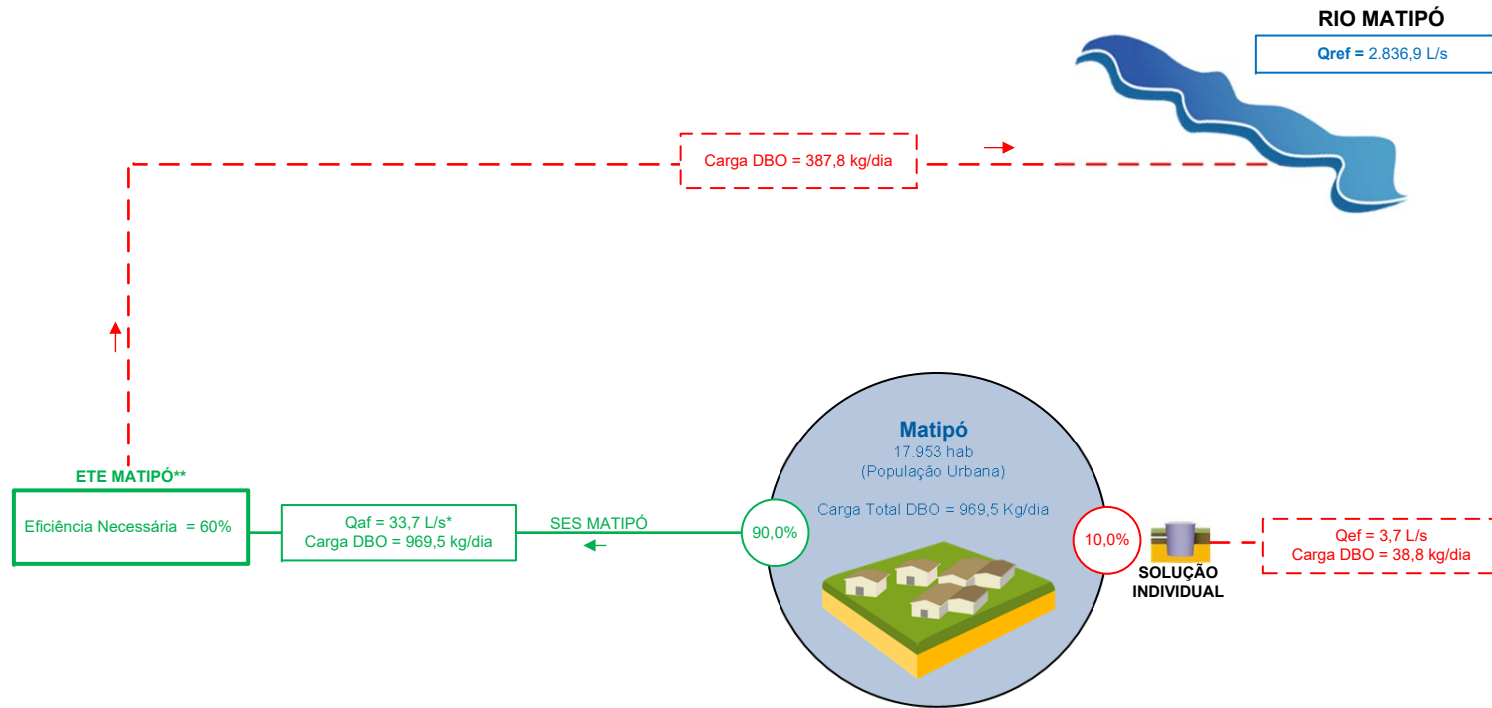 RIO MATIPÓ
Qref = 2.836,9 L/s
Carga DBO = 387,8 kg/dia
Matipó
17.953 hab
(População Urbana)
Carga Total DBO = 969,5 Kg/dia
ETE MATIPÓ**
Eficiência Necessária = 60%
Qaf = 33,7 L/s*
Carga DBO = 969,5 kg/dia
SES MATIPÓ
90,0%
10,0%
SOLUÇÃO
INDIVIDUAL
Qef = 3,7 L/s
Carga DBO = 38,8 kg/dia